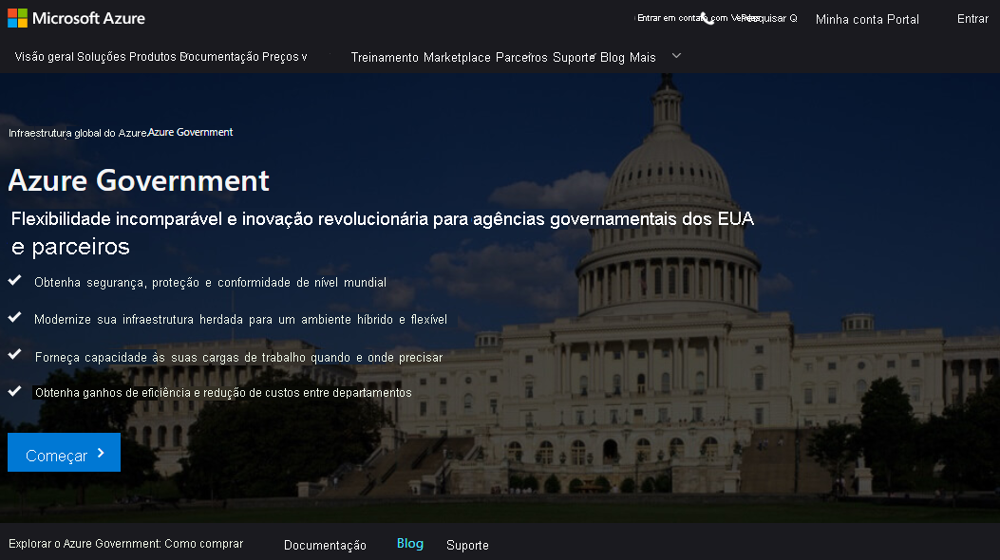 Microsoft Azure
Entrar em contato com Vendas Pesquisar Q Minha conta Portal Entrar
Visão geral Soluções Produtos Documentação Preços v Treinamento Marketplace Parceiros Suporte Blog Mais
Infraestrutura global do Azure Azure Government
Azure Government
Flexibilidade incomparável e inovação revolucionária para agências governamentais dos EUA
e parceiros
Obtenha segurança, proteção e conformidade de nível mundial
Modernize sua infraestrutura herdada para um ambiente híbrido e flexível
Forneça capacidade às suas cargas de trabalho quando e onde precisar
Obtenha ganhos de eficiência e redução de custos entre departamentos
Começar
Explorar o Azure Government: Como comprar Documentação Blog Suporte